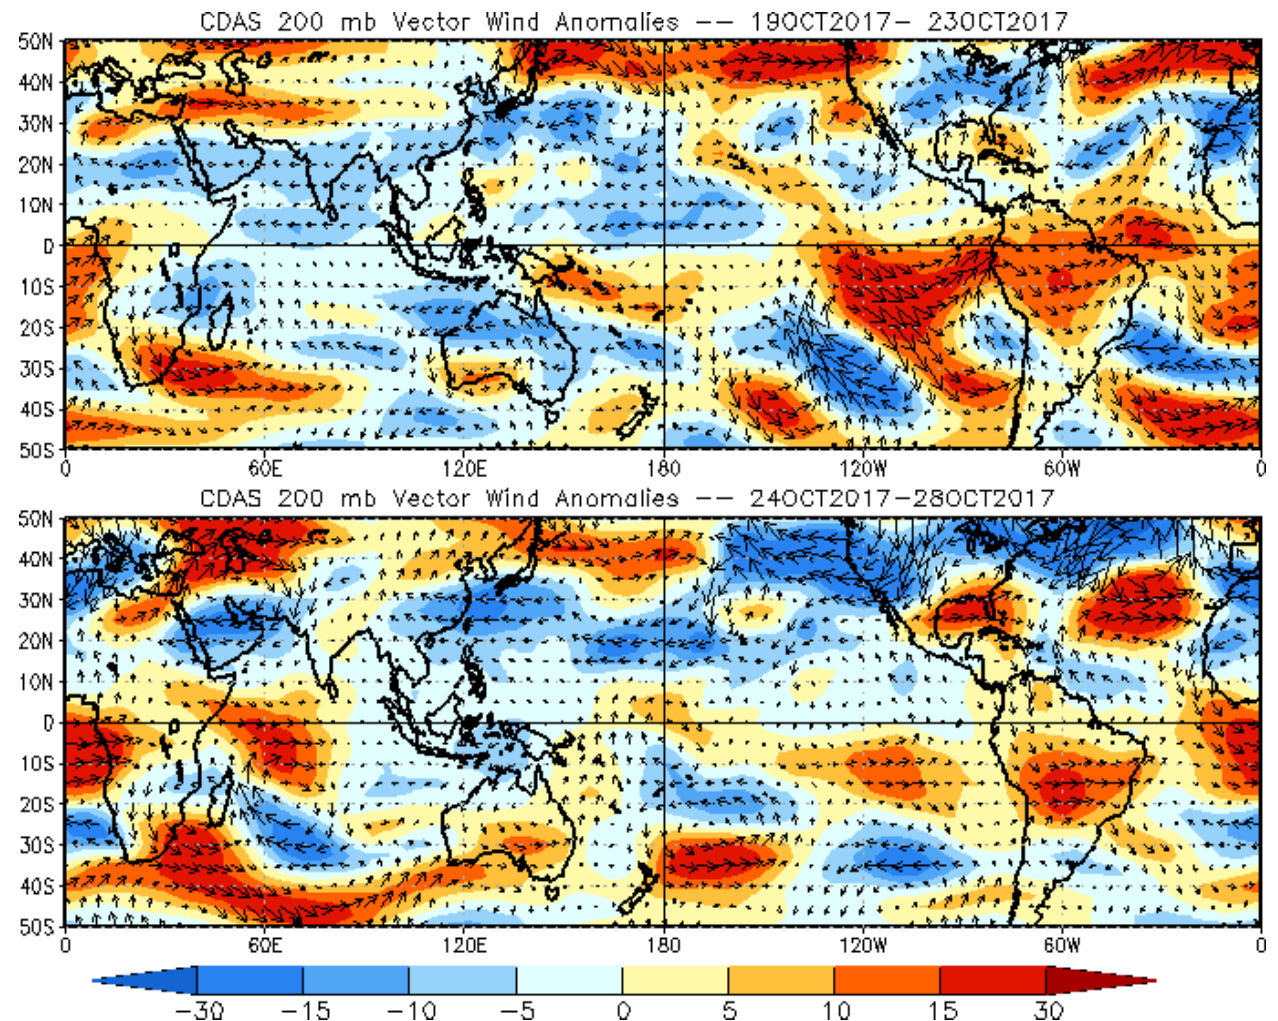 CDAS 200 mb Vector Wind Anomalies -- 19OCT2017- 23OCT2017
50N
40N
30N
20N
10N
0
10S
20S
30S
40S
50S
0 60E 120E 180 120W 60W 0
CDAS 200 mb Vector Wind Anomalies -- 24OCT2017-28OCT2017
50N
40N
30N
20N
10N
0
10S
20S
30S
40S
50S
0 60E 120E 180 120W 60W 0
-30 -15 -10 -5 0 5 10 15 30